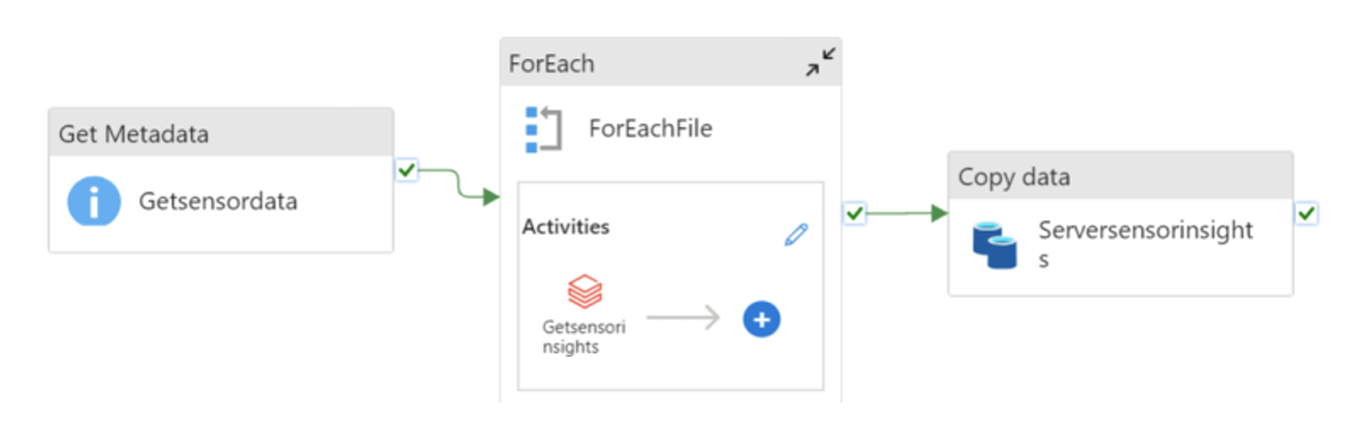 Get Metadata
Getsensordata
ForEach
ForEachFile
Activities
Getsensori
nsights
Copy data
Serversensorinsight
s